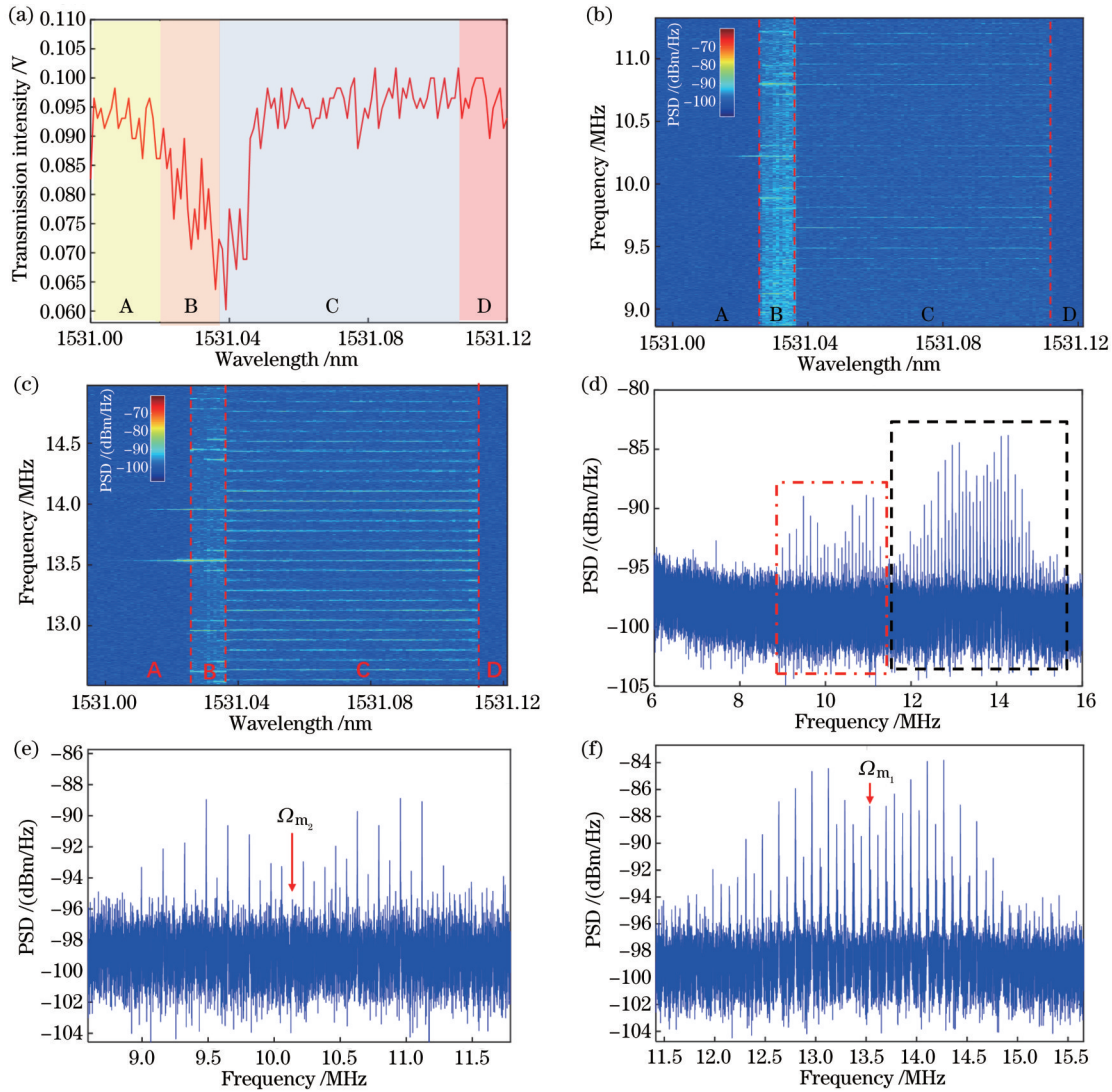 (a)
0.110
0.105
0.100
0.095
0.090
0.085
0.080
0.075
0.070
0.065
0.060
Transmission intensity /V
A
B
C
D
1531.00
1531.04
1531.08
1531.12
Wavelength /nm
(b)
11.0
10.5
10.0
9.5
9.0
Frequency /MHz
PSD /(dBm/Hz)
−70
−80
−90
−100
A
B
C
D
1531.00
1531.04
1531.08
1531.12
Wavelength /nm
(c)
14.5
14.0
13.5
13.0
Frequency /MHz
PSD /(dBm/Hz)
−70
−80
−90
−100
A
B
C
D
1531.00
1531.04
1531.08
1531.12
Wavelength /nm
(d)
−80
−85
−90
−95
−100
−105
PSD /(dBm/Hz)
6
8
10
12
14
16
Frequency /MHz
(e)
−86
−88
−90
−92
−94
−96
−98
−100
−102
−104
PSD /(dBm/Hz)
Ωm2
9.0
9.5
10.0
10.5
11.0
11.5
Frequency /MHz
(f)
−84
−86
−88
−90
−92
−94
−96
−98
−100
−102
−104
PSD /(dBm/Hz)
Ωm1
11.5
12.0
12.5
13.0
13.5
14.0
14.5
15.0
15.5
Frequency /MHz